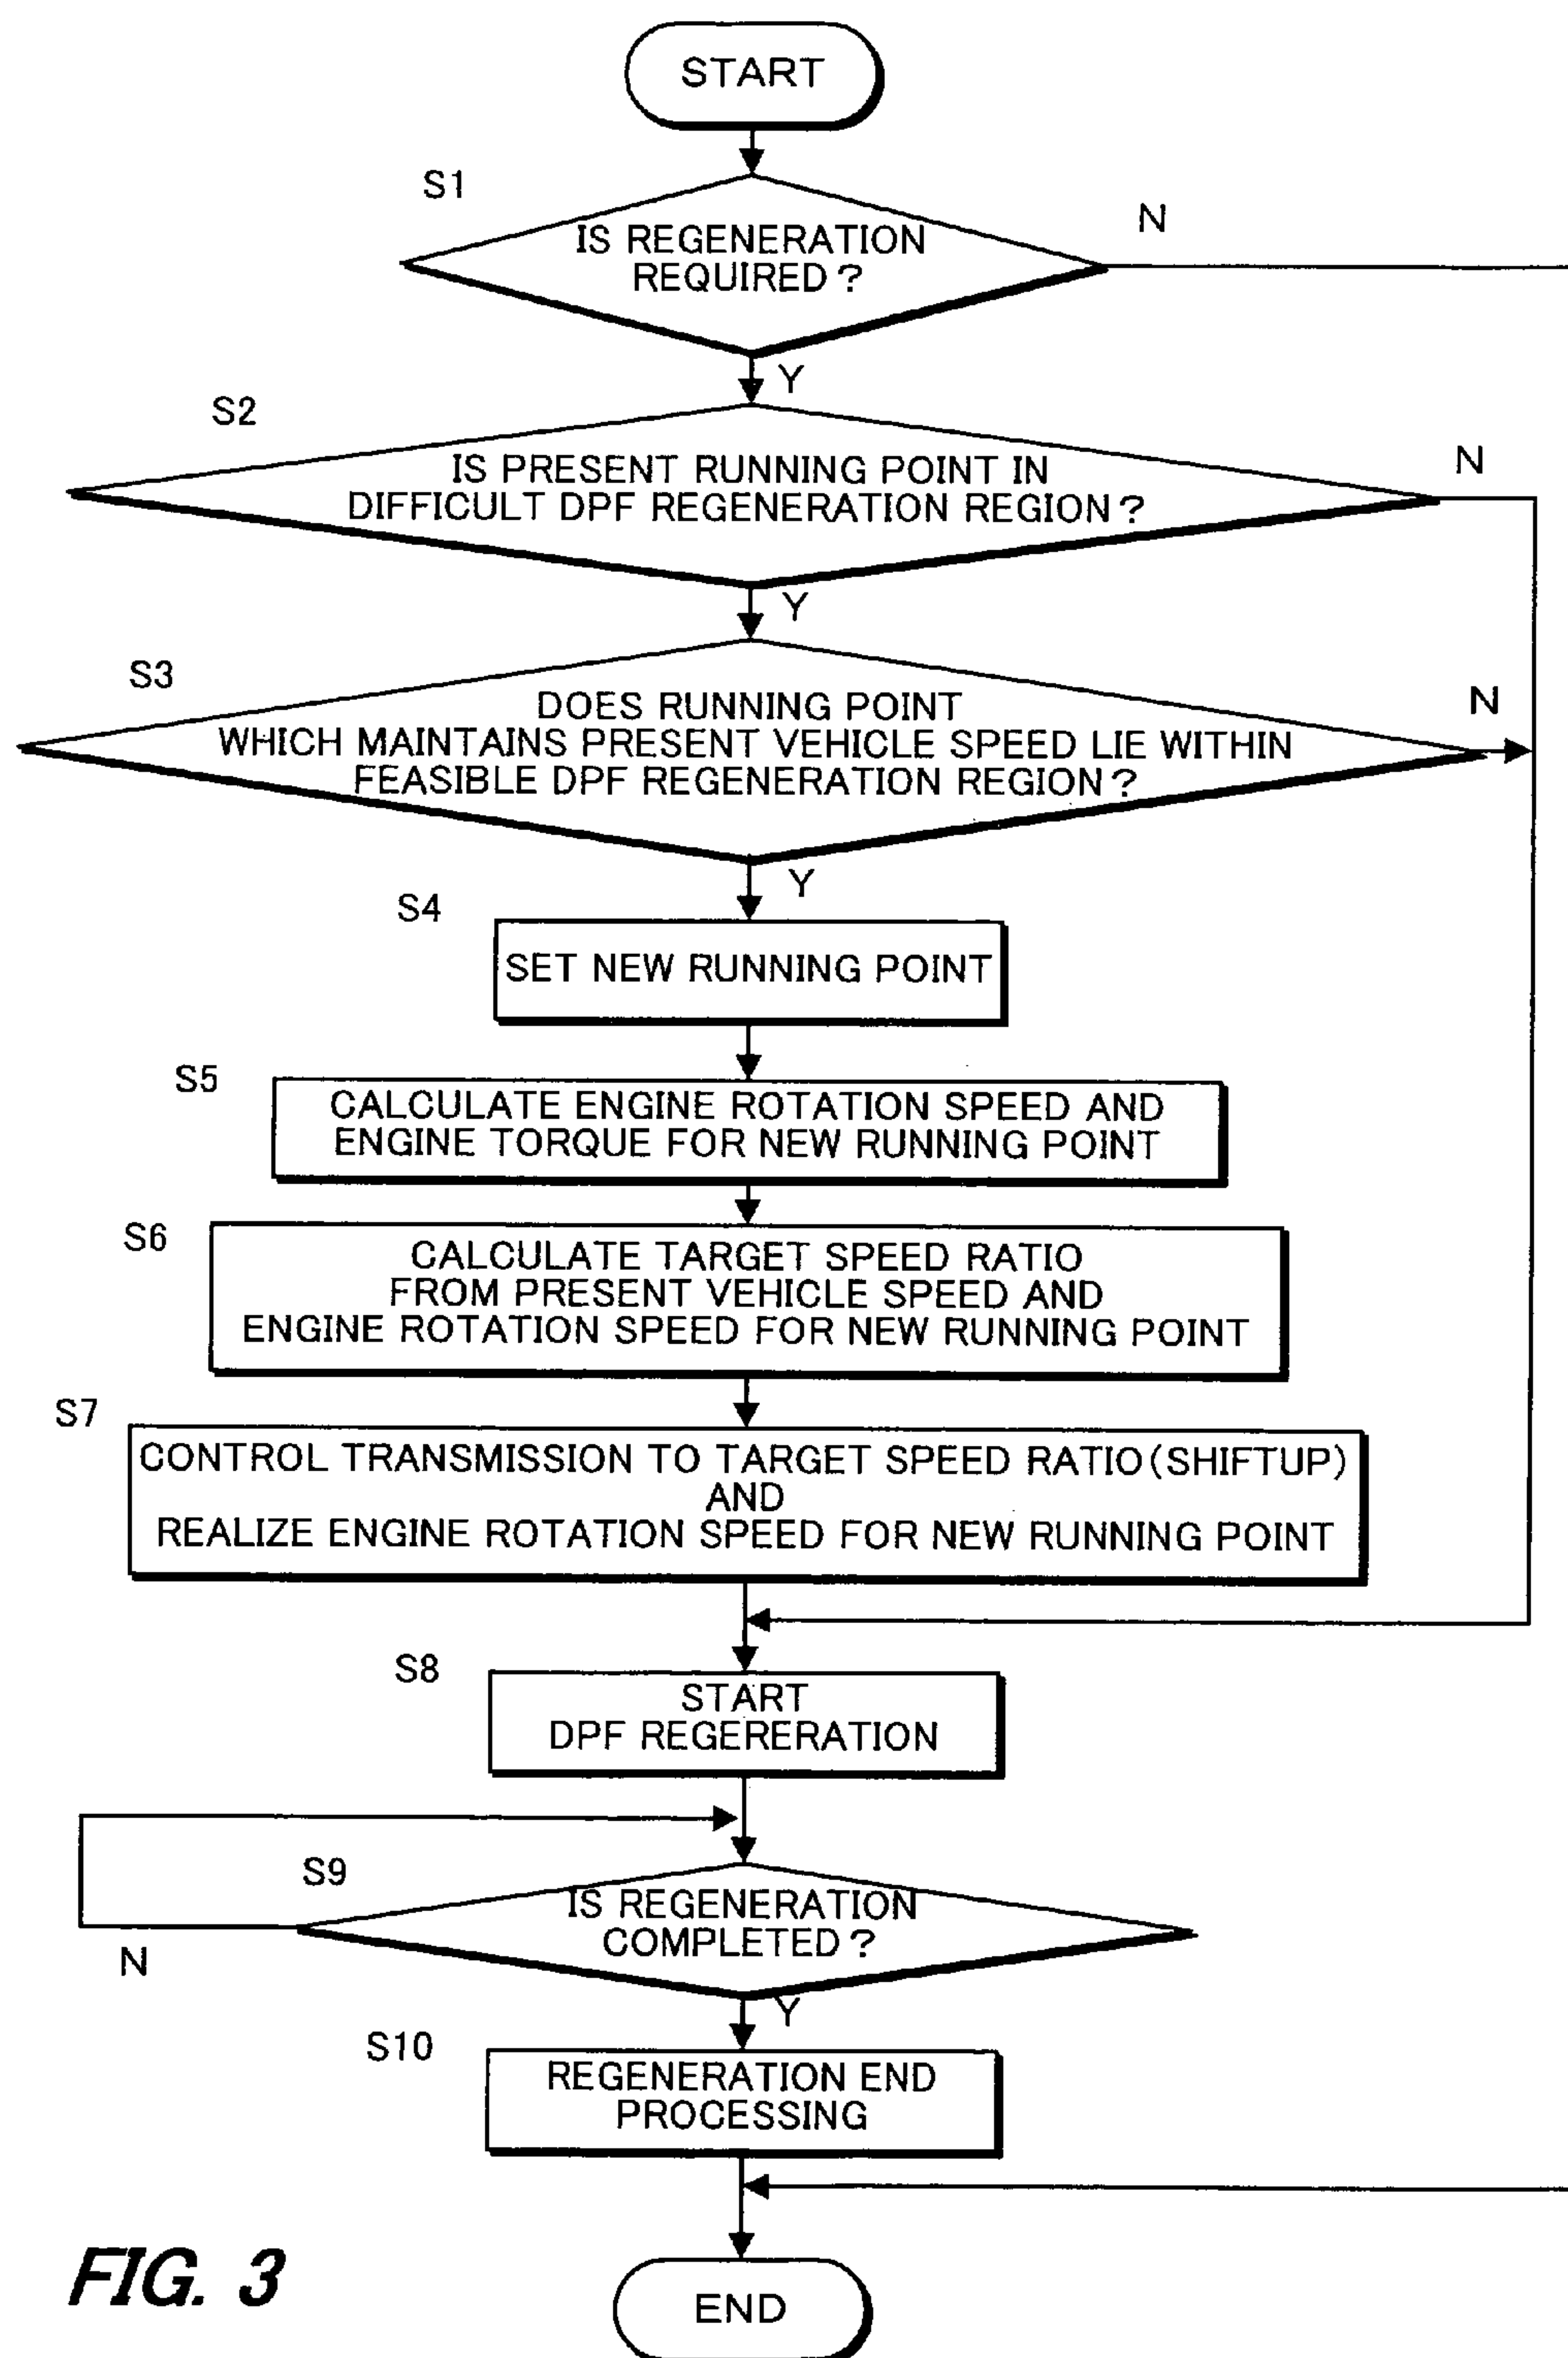 START
S1
IS REGENERATION
REQUIRED?
N
Y
S2
IS PRESENT RUNNING POINT IN
DIFFICULT DPF REGENERATION REGION?
N
Y
S3
DOES RUNNING POINT
WHICH MAINTAINS PRESENT VEHICLE SPEED LIE WITHIN
FEASIBLE DPF REGENERATION REGION?
N
Y
S4
SET NEW RUNNING POINT
S5
CALCULATE ENGINE ROTATION SPEED AND
ENGINE TORQUE FOR NEW RUNNING POINT
S6
CALCULATE TARGET SPEED RATIO
FROM PRESENT VEHICLE SPEED AND
ENGINE ROTATION SPEED FOR NEW RUNNING POINT
S7
CONTROL TRANSMISSION TO TARGET SPEED RATIO(SHIFTUP)
AND
REALIZE ENGINE ROTATION SPEED FOR NEW RUNNING POINT
S8
START
DPF REGERERATION
S9
IS REGENERATION
COMPLETED?
N
Y
S10
REGENERATION END
PROCESSING
FIG. 3
END